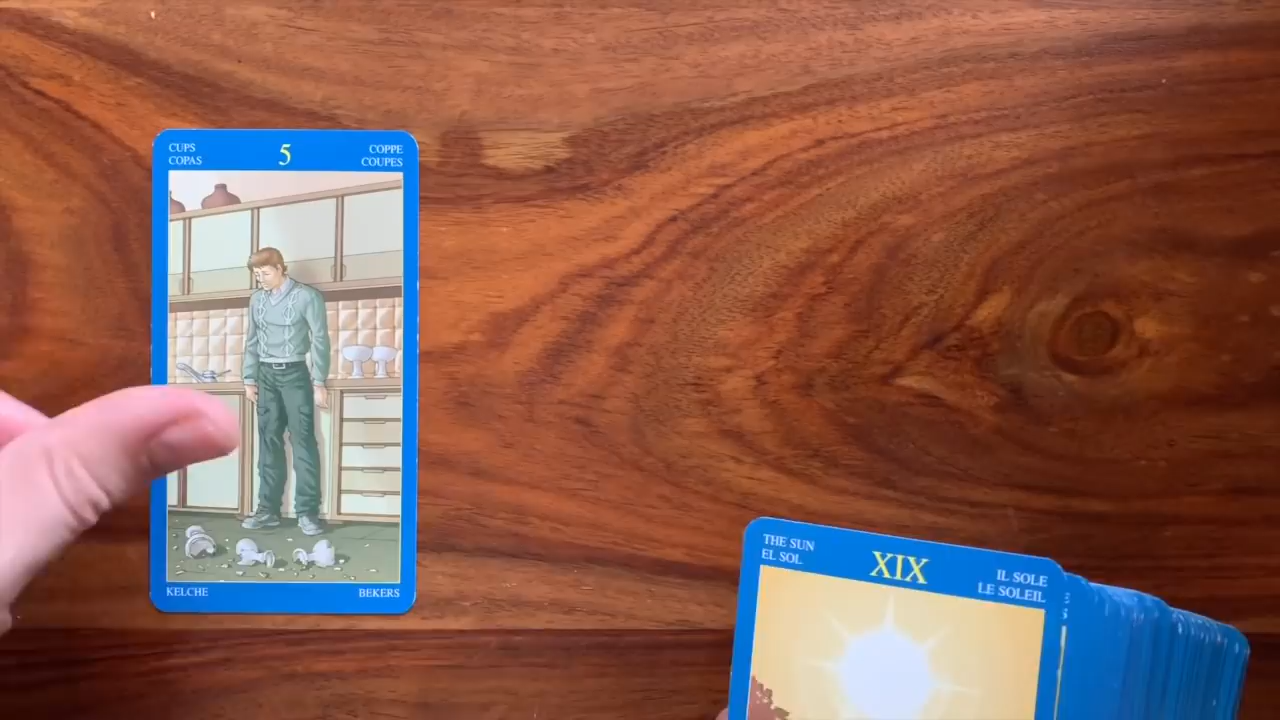 CUPS
COPAS
5
COPPE
COUPES
KELCHE
BEKERS
THE SUN
EL SOL
XIX
IL SOLE
LE SOLEIL